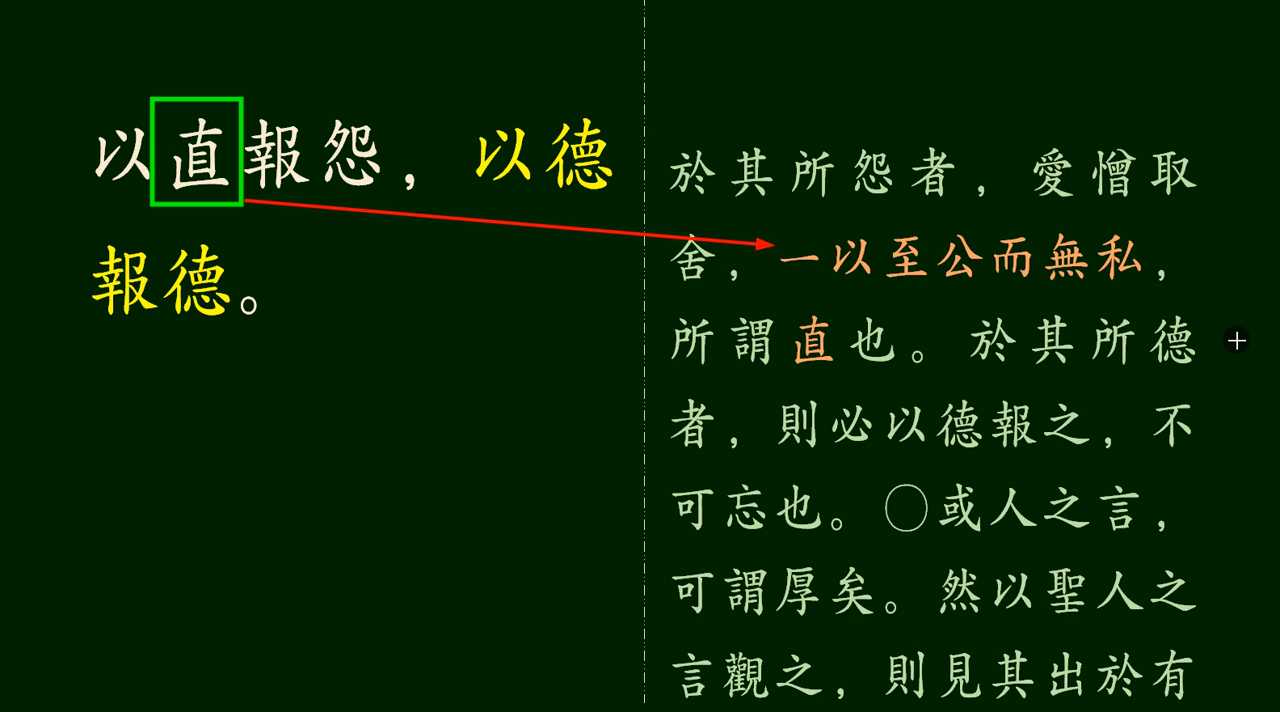 以直報怨，以德
報德。
於其所怨者，愛憎取
舍，一以至公而無私，
所謂直也。於其所德
者，則必以德報之，不
可忘也。○或人之言，
可謂厚矣。然以聖人之
言觀之，則見其出於有